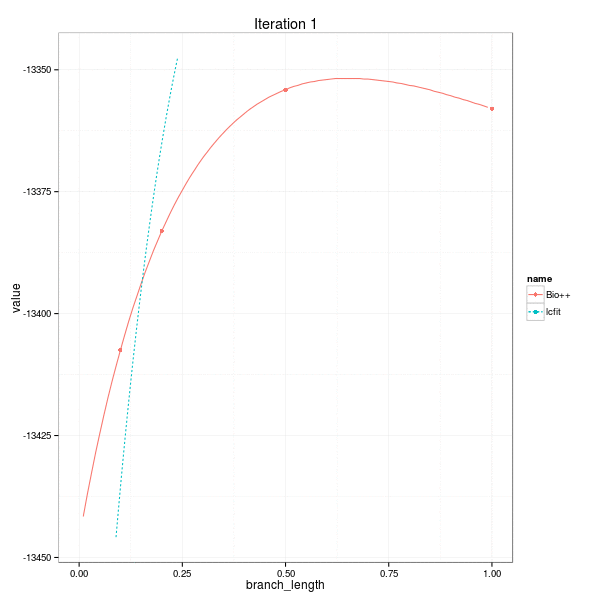 Iteration 1
-13350
-13375
-13400
-13425
-13450
value
0.00 0.25 0.50 0.75 1.00
branch_length
name
Bio++
lcfit